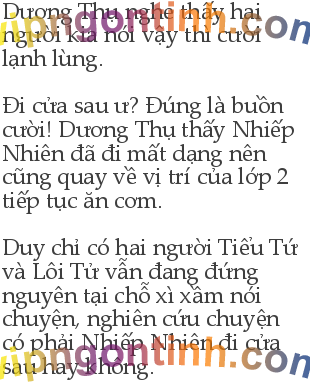 Dương Thụ nghe thấy hai
người kia nói vậy thì cười
lạnh lùng.

Đi cửa sau ư? Đúng là buồn
cười! Dương Thụ thấy Nhiếp
Nhiên đã đi mất dạng nên
cũng quay về vị trí của lớp 2
tiếp tục ăn cơm.

Duy chỉ có hai người Tiểu Tứ
và Lôi Tử vẫn đang đứng
nguyên tại chỗ xì xầm nói
chuyện, nghiên cứu chuyện
có phải Nhiếp Nhiên đi cửa
sau hay không.
vipngontinh.com
vipngontinh.com